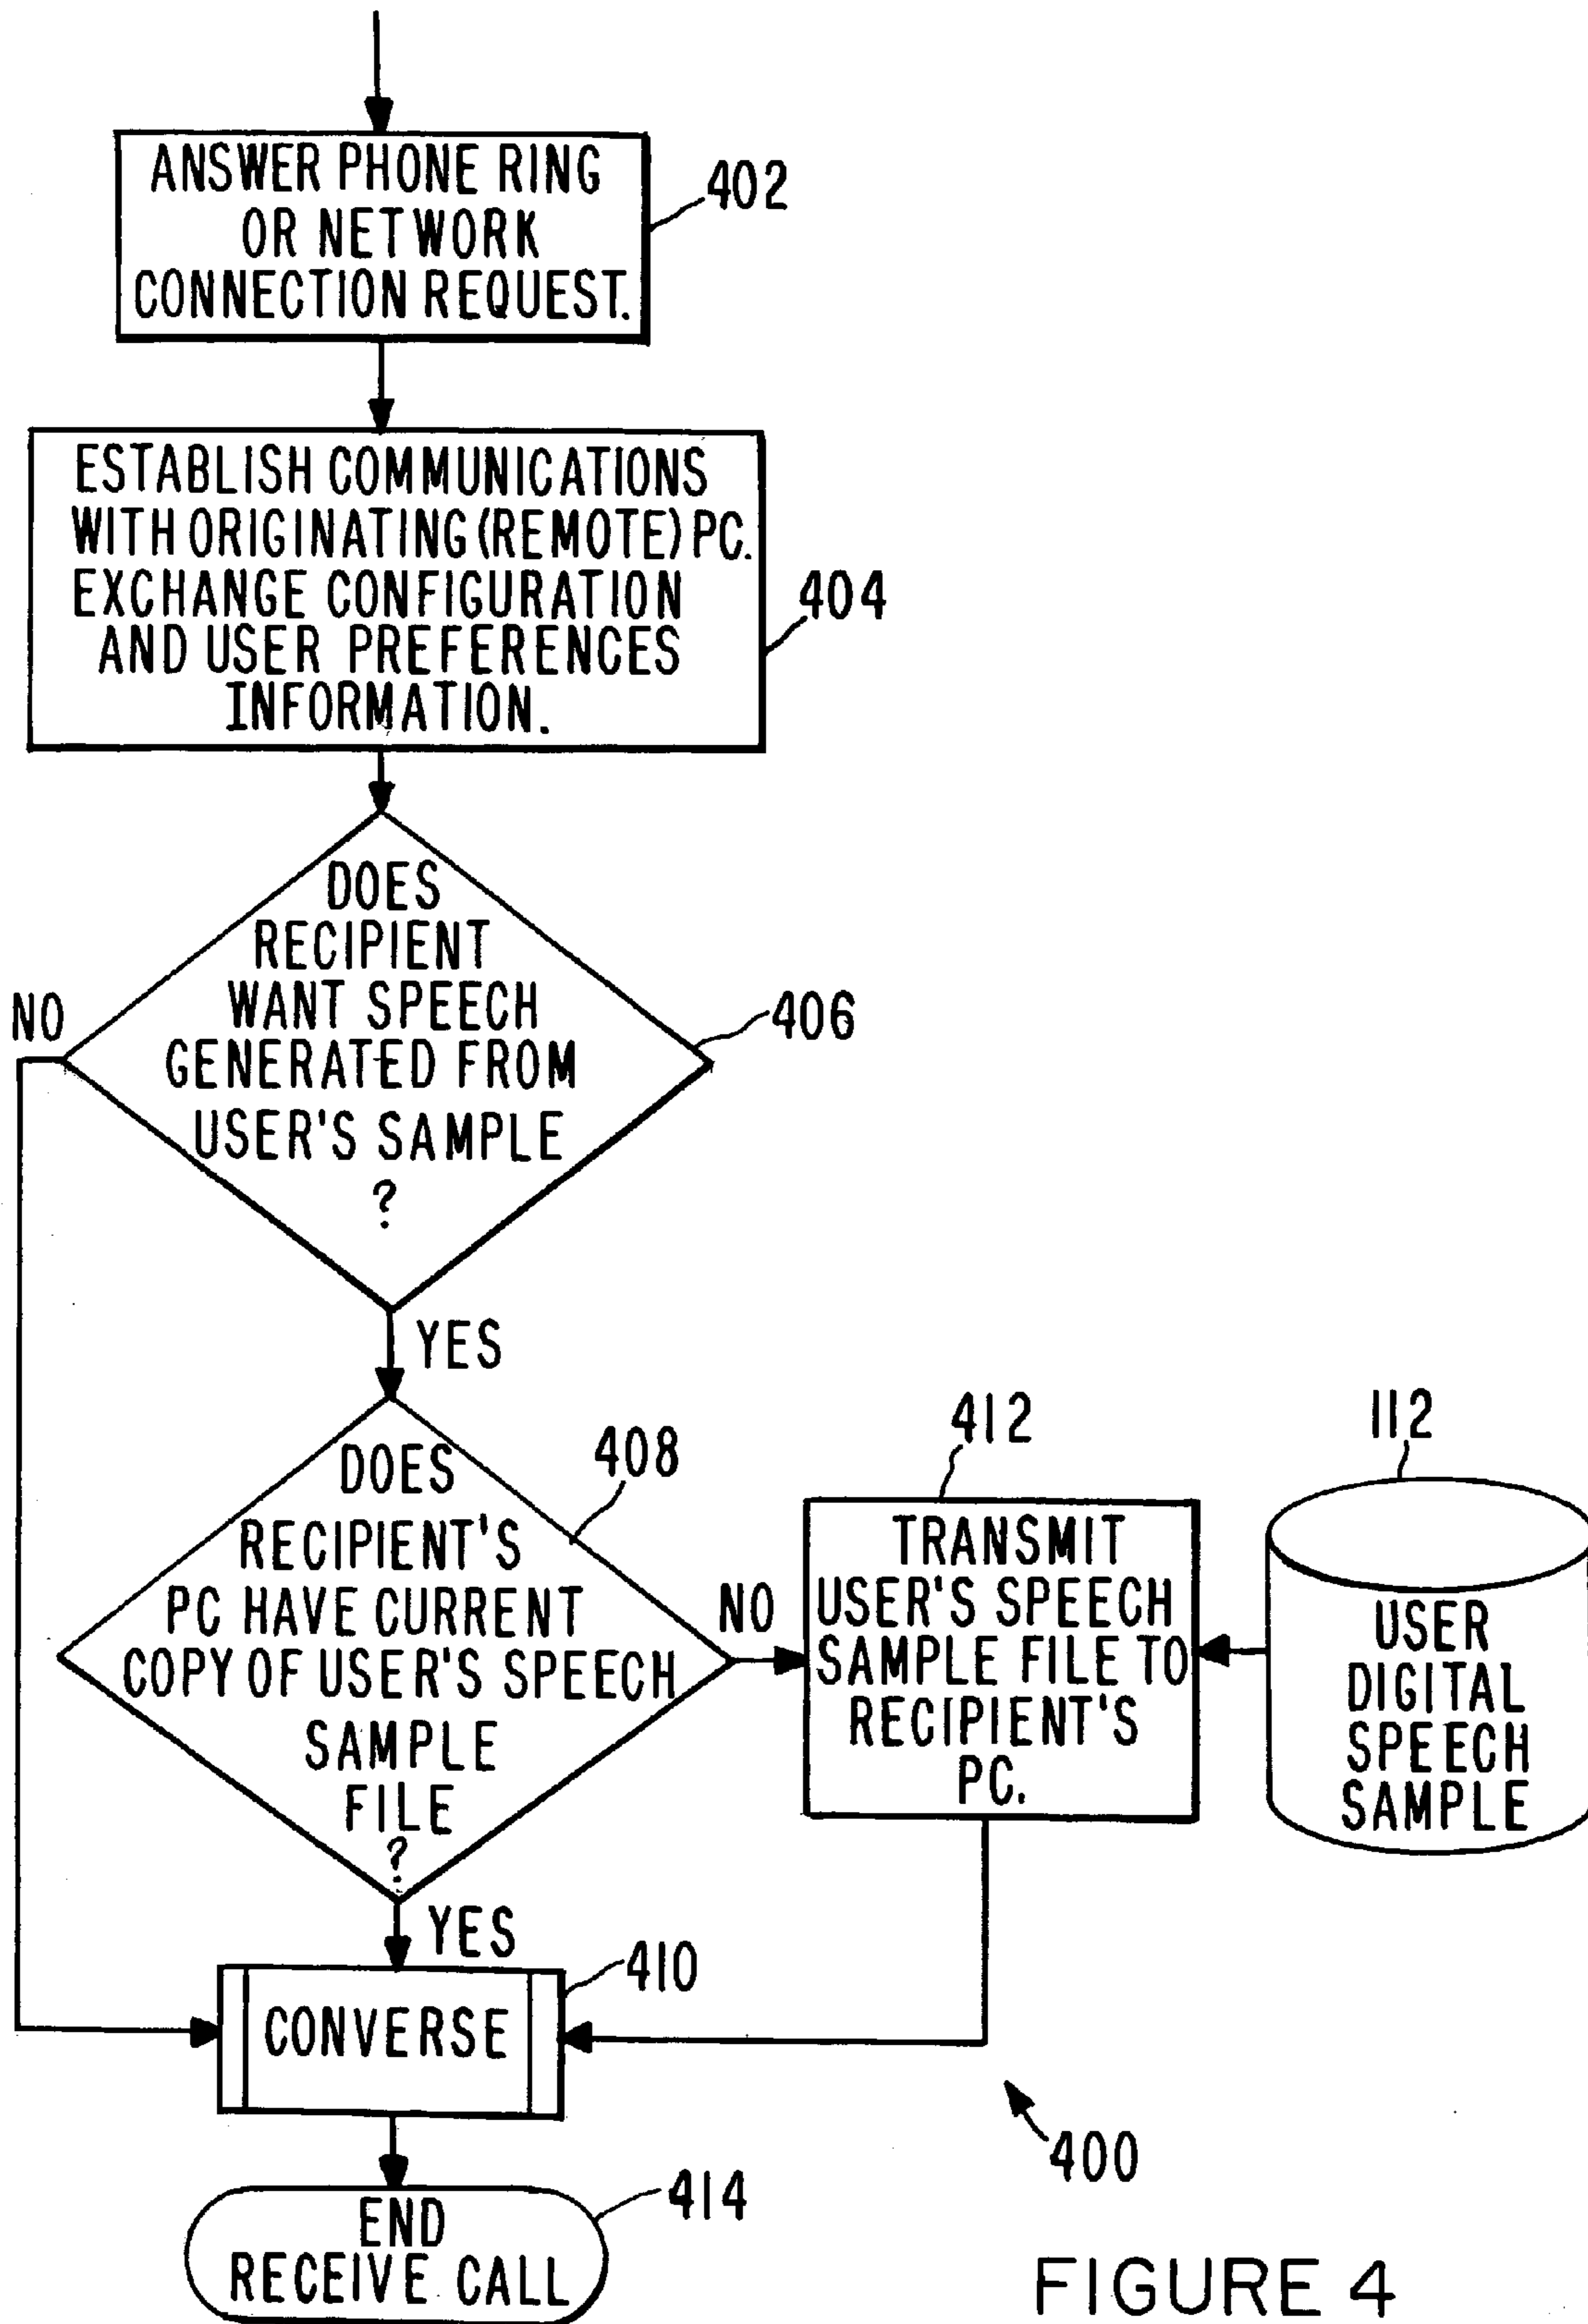 ANSWER PHONE RING
OR NETWORK
CONNECTION REQUEST.
402
ESTABLISH COMMUNICATIONS
WITH ORIGINATING (REMOTE) PC.
EXCHANGE CONFIGURATION
AND USER PREFERENCES
INFORMATION.
404
DOES
RECIPIENT
WANT SPEECH
GENERATED FROM
USER'S SAMPLE
?
406
NO
YES
DOES
RECIPIENT'S
PC HAVE CURRENT
COPY OF USER'S SPEECH
SAMPLE
FILE
?
408
NO
412
TRANSMIT
USER'S SPEECH
SAMPLE FILE TO
RECIPIENT'S
PC.
112
USER
DIGITAL
SPEECH
SAMPLE
YES
410
CONVERSE
400
414
END
RECEIVE CALL
FIGURE 4